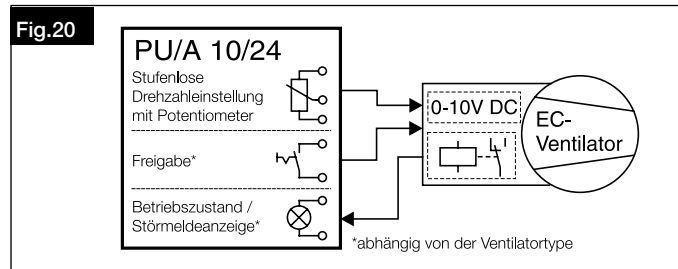 Fig.20
PU/A 10/24
Stufenlose
Drehzahleinstellung
mit Potentiometer
Freigabe*
Betriebszustand /
Störmeldeanzeige*
0-10V DC
EC-
Ventilator
*abhängig von der Ventilatortype